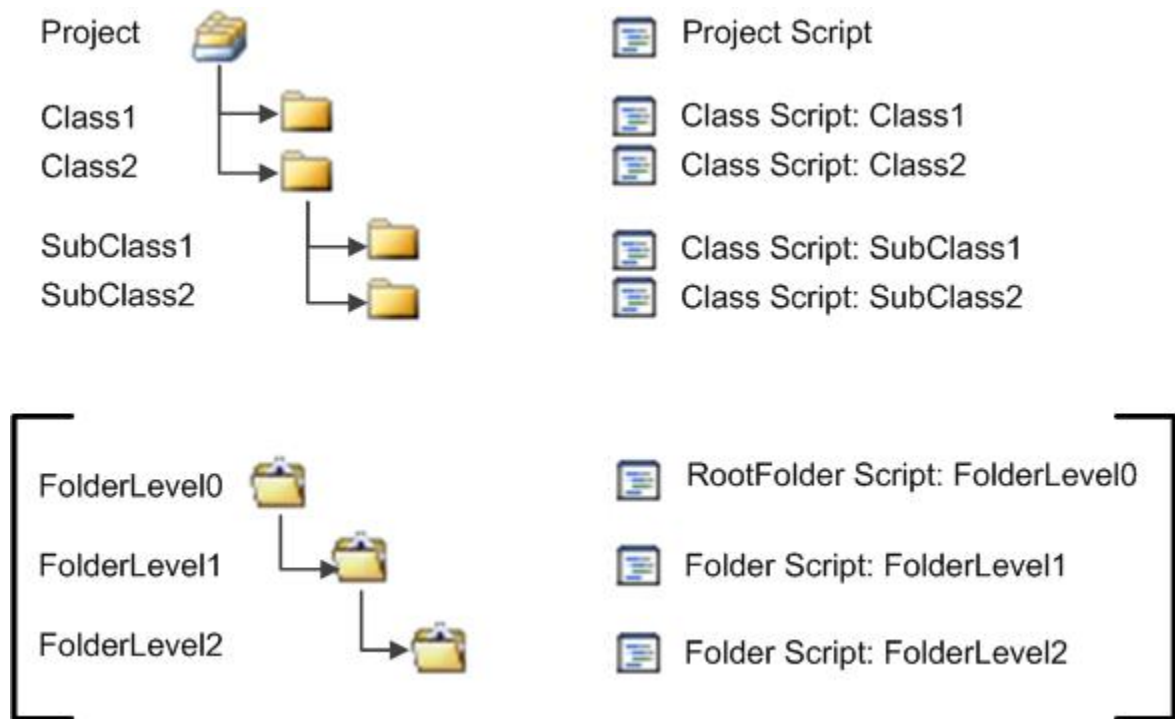 Project Project Script
Class1 Class Script: Class1
Class2 Class Script: Class2
SubClass1 Class Script: SubClass1
SubClass2 Class Script: SubClass2
FolderLevel0 RootFolder Script: FolderLevel0
FolderLevel1 Folder Script: FolderLevel1
FolderLevel2 Folder Script: FolderLevel2